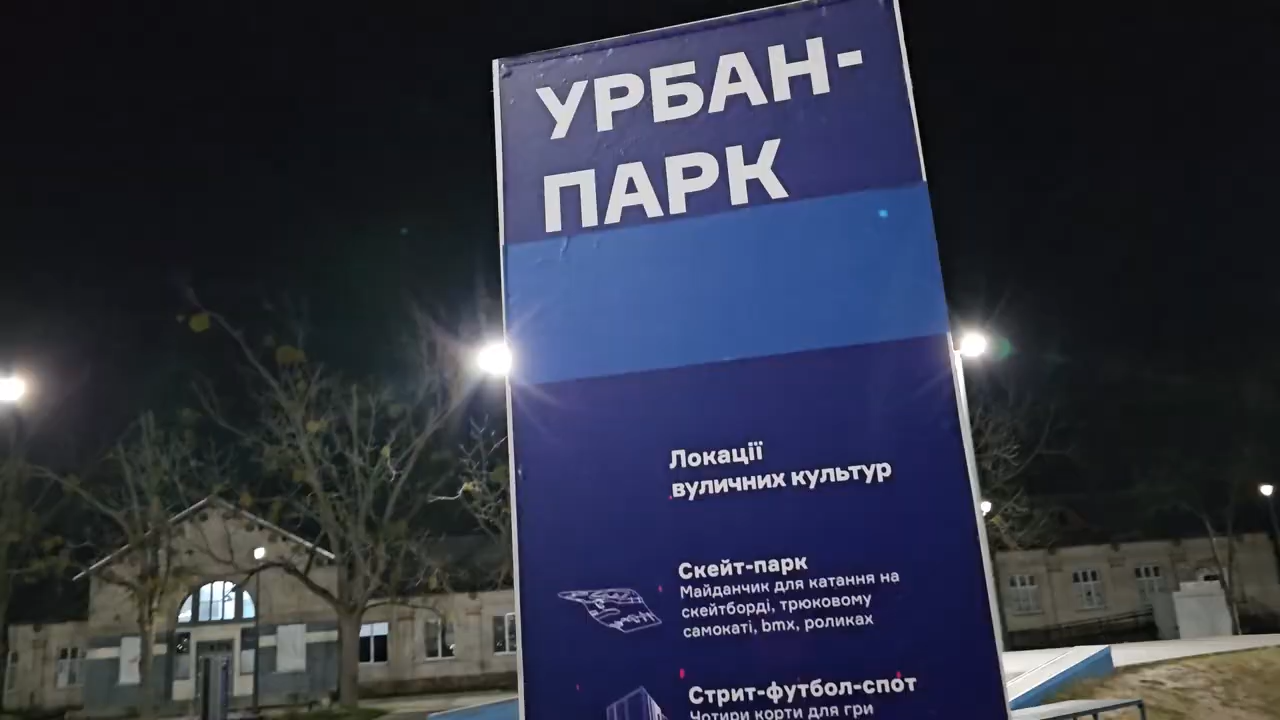 УРБАН-
ПАРК
Локації
вуличних культур
Скейт-парк
Майданчик для катання на
скейтборді, трюковому
самокаті, bmx, роликах
Стрит-футбол-спот
Чотири корти для гри